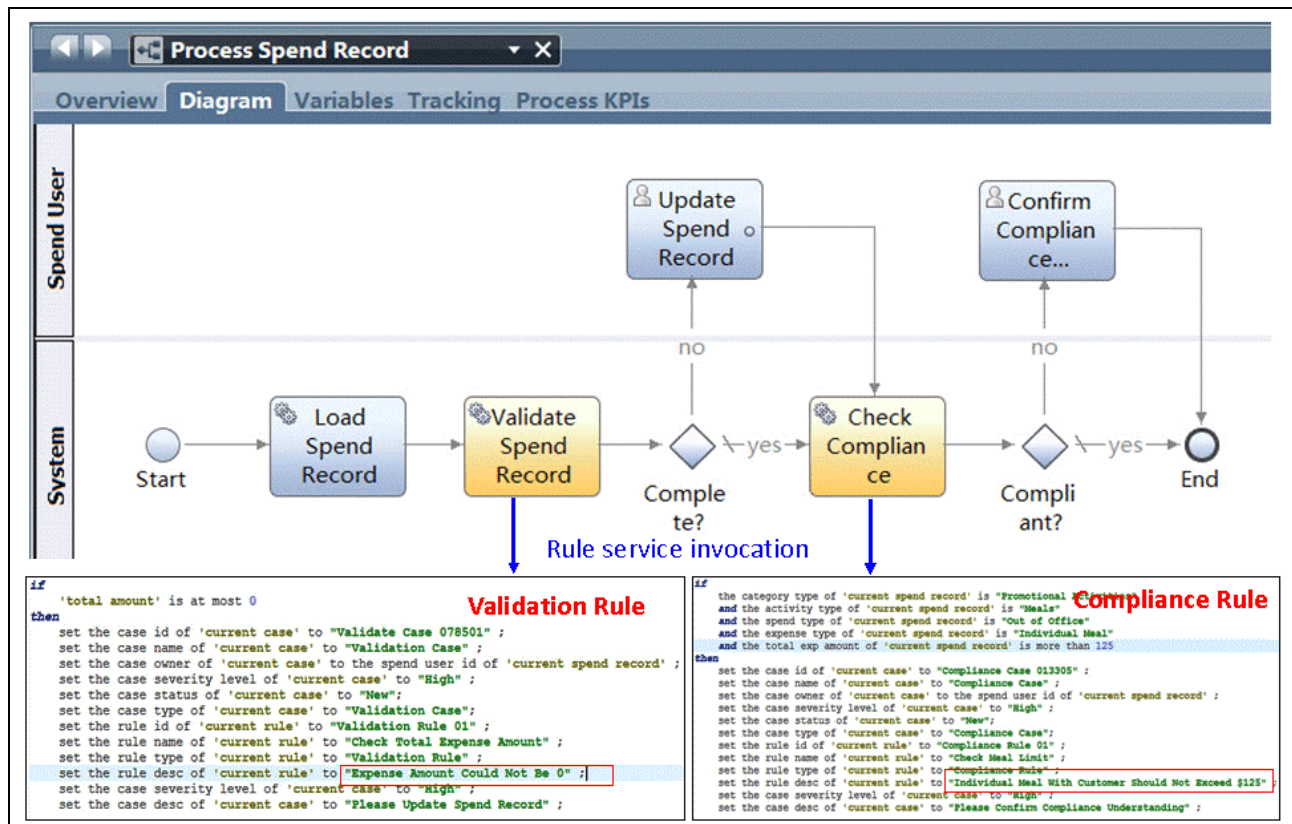 Process Spend Record
Overview Diagram Variables Tracking Process KPIs
Spend User
Update
Spend
Record
Confirm
Complian
ce...
no
no
System
Start
Load
Spend
Record
Validate
Spend
Record
Comple
te?
yes
Check
Complian
ce
Compli
ant?
yes
End
Rule service invocation
Validation Rule
if
'total amount' is at most 0
then
set the case id of 'current case' to "Validate Case 078501" ;
set the case name of 'current case' to "Validation Case" ;
set the case owner of 'current case' to the spend user id of 'current spend record' ;
set the case severity level of 'current case' to "High" ;
set the case status of 'current case' to "New";
set the case type of 'current case' to "Validation Case";
set the rule id of 'current rule' to "Validation Rule 01" ;
set the rule name of 'current rule' to "Check Total Expense Amount" ;
set the rule type of 'current rule' to "Validation Rule" ;
set the rule desc of 'current rule' to "Expense Amount Could Not Be 0" ;
set the case severity level of 'current case' to "High" ;
set the case desc of 'current case' to "Please Update Spend Record" ;
Compliance Rule
if
the category type of 'current spend record' is "Promotional
and the activity type of 'current spend record' is "Meals"
and the spend type of 'current spend record' is "Out of Office"
and the expense type of 'current spend record' is "Individual Meal"
and the total exp amount of 'current spend record' is more than 125
then
set the case id of 'current case' to "Compliance Case 013305" ;
set the case name of 'current case' to "Compliance Case" ;
set the case owner of 'current case' to the spend user id of 'current spend record' ;
set the case severity level of 'current case' to "High" ;
set the case status of 'current case' to "New";
set the case type of 'current case' to "Compliance Case";
set the rule id of 'current rule' to "Compliance Rule 01" ;
set the rule name of 'current rule' to "Check Meal Limit" ;
set the rule type of 'current rule' to "Compliance Rule" ;
set the rule desc of 'current rule' to "Individual Meal With Customer Should Not Exceed $125" ;
set the case severity level of 'current case' to "High" ;
set the case desc of 'current case' to "Please Confirm Compliance Understanding" ;